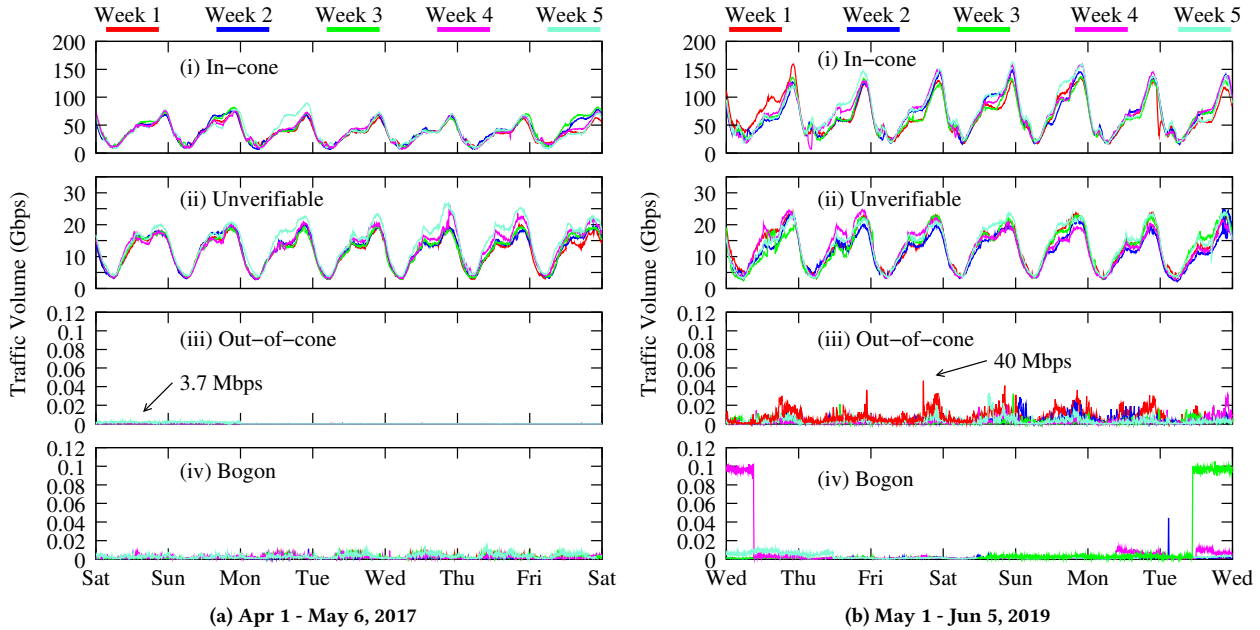 Week 1 Week 2 Week 3 Week 4 Week 5
200
150
100
50
0
(i) In−cone
35
30
20
10
0
(ii) Unverifiable
0.12
0.1
0.08
0.06
0.04
0.02
0
(iii) Out−of−cone
3.7 Mbps
0.12
0.1
0.08
0.06
0.04
0.02
0
(iv) Bogon
Traffic Volume (Gbps)
Sat Sun Mon Tue Wed Thu Fri Sat
(a) Apr 1 - May 6, 2017
Week 1 Week 2 Week 3 Week 4 Week 5
200
150
100
50
0
(i) In−cone
30
20
10
0
(ii) Unverifiable
0.12
0.1
0.08
0.06
0.04
0.02
0
(iii) Out−of−cone
40 Mbps
0.12
0.1
0.08
0.06
0.04
0.02
0
(iv) Bogon
Traffic Volume (Gbps)
Wed Thu Fri Sat Sun Mon Tue Wed
(b) May 1 - Jun 5, 2019